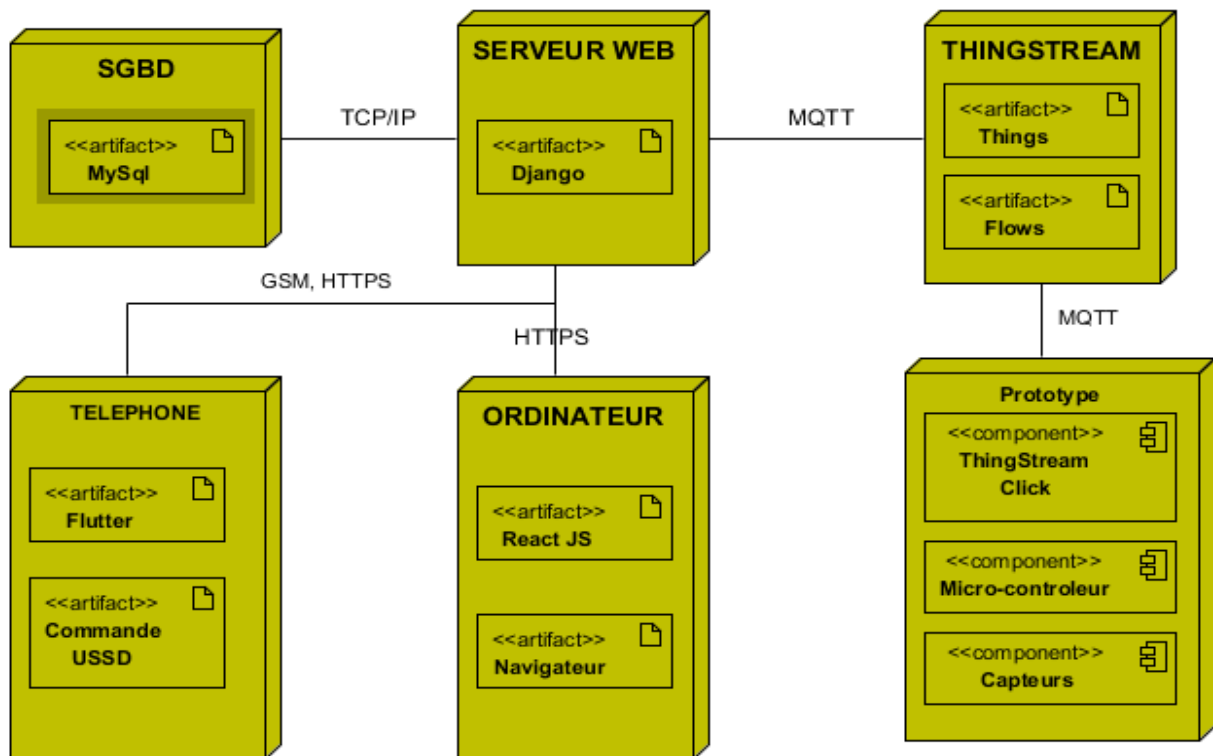 SGBD
<<artifact>>
MySql
TCP/IP
SERVEUR WEB
<<artifact>>
Django
MQTT
THINGSTREAM
<<artifact>>
Things
<<artifact>>
Flows
GSM, HTTPS
HTTPS
MQTT
TELEPHONE
<<artifact>>
Flutter
<<artifact>>
Commande
USSD
ORDINATEUR
<<artifact>>
React JS
<<artifact>>
Navigateur
Prototype
<<component>>
ThingStream
Click
<<component>>
Micro-controleur
<<component>>
Capteurs